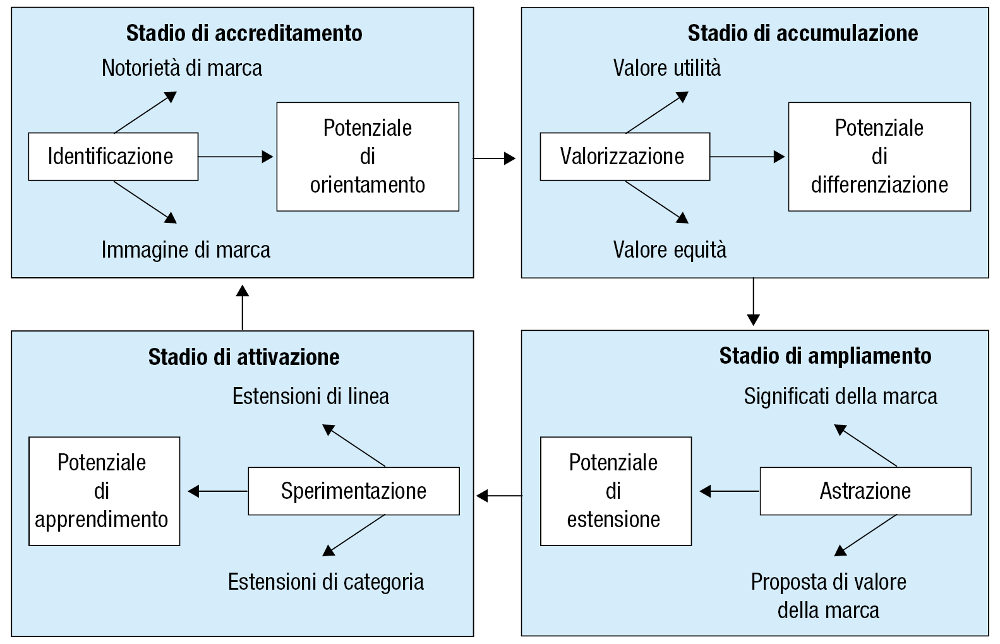 Stadio di accreditamento
Notorietà di marca
Identificazione
Potenziale
di
orientamento
Immagine di marca
Stadio di accumulazione
Valore utilità
Valorizzazione
Potenziale
di
differenziazione
Valore equità
Stadio di attivazione
Estensioni di linea
Potenziale
di
apprendimento
Sperimentazione
Estensioni di categoria
Stadio di ampliamento
Significati della marca
Potenziale
di
estensione
Astrazione
Proposta di valore
della marca